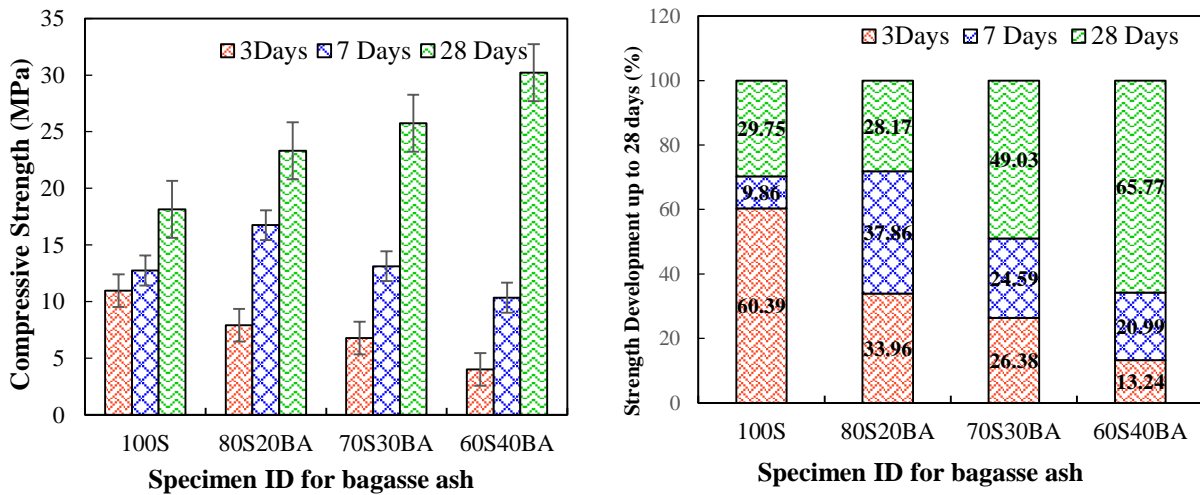 35
30
25
20
15
10
5
0
Compressive Strength (MPa)
3Days 7 Days 28 Days
100S 80S20BA 70S30BA 60S40BA
Specimen ID for bagasse ash
120
100
80
60
40
20
0
Strength Development up to 28 days (%)
3Days 7 Days 28 Days
29.75 28.17 49.03 65.77
9.86 37.86 24.59 20.99
60.39 33.96 26.38 13.24
100S 80S20BA 70S30BA 60S40BA
Specimen ID for bagasse ash